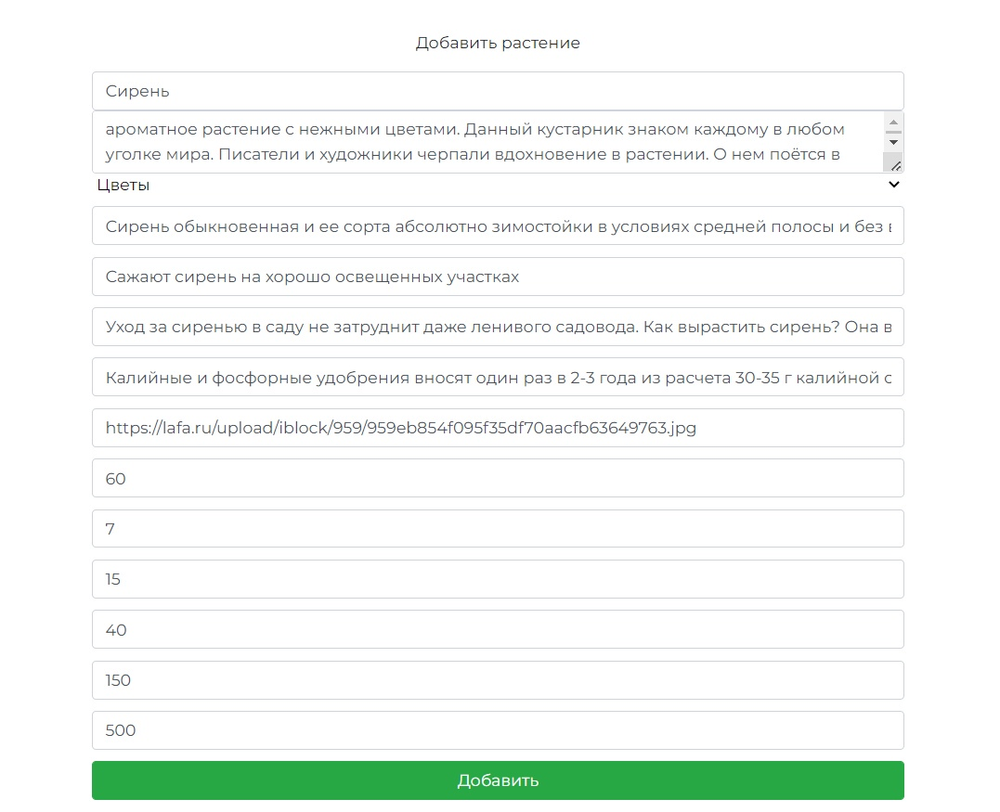 Добавить растение
Сирень
ароматное растение с нежными цветами. Данный кустарник знаком каждому в любом
уголке мира. Писатели и художники черпали вдохновение в растении. О нем поётся в
Цветы
Сирень обыкновенная и ее сорта абсолютно зимостойки в условиях средней полосы и без
Сажают сирень на хорошо освещенных участках
Уход за сиренью в саду не затруднит даже ленивого садовода. Как вырастить сирень? Она в
Калийные и фосфорные удобрения вносят один раз в 2-3 года из расчета 30-35 г калийной с
https://lafa.ru/upload/iblock/959/959eb854f095f35df70aacfb63649763.jpg
60
7
15
40
150
500
Добавить